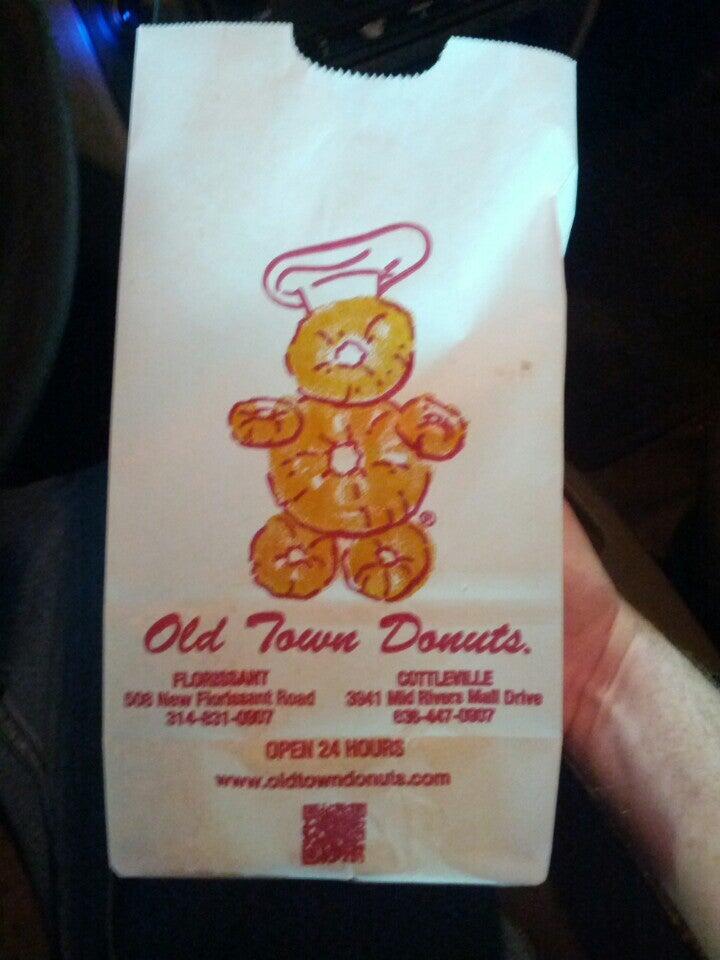 ®
Old Town Donuts.
FLORISSANT
508 New Florissant Road
314-831-0907
COTTLEVILLE
3941 Mid Rivers Mall Drive
636-447-0907
OPEN 24 HOURS
www.oldtowndonuts.com